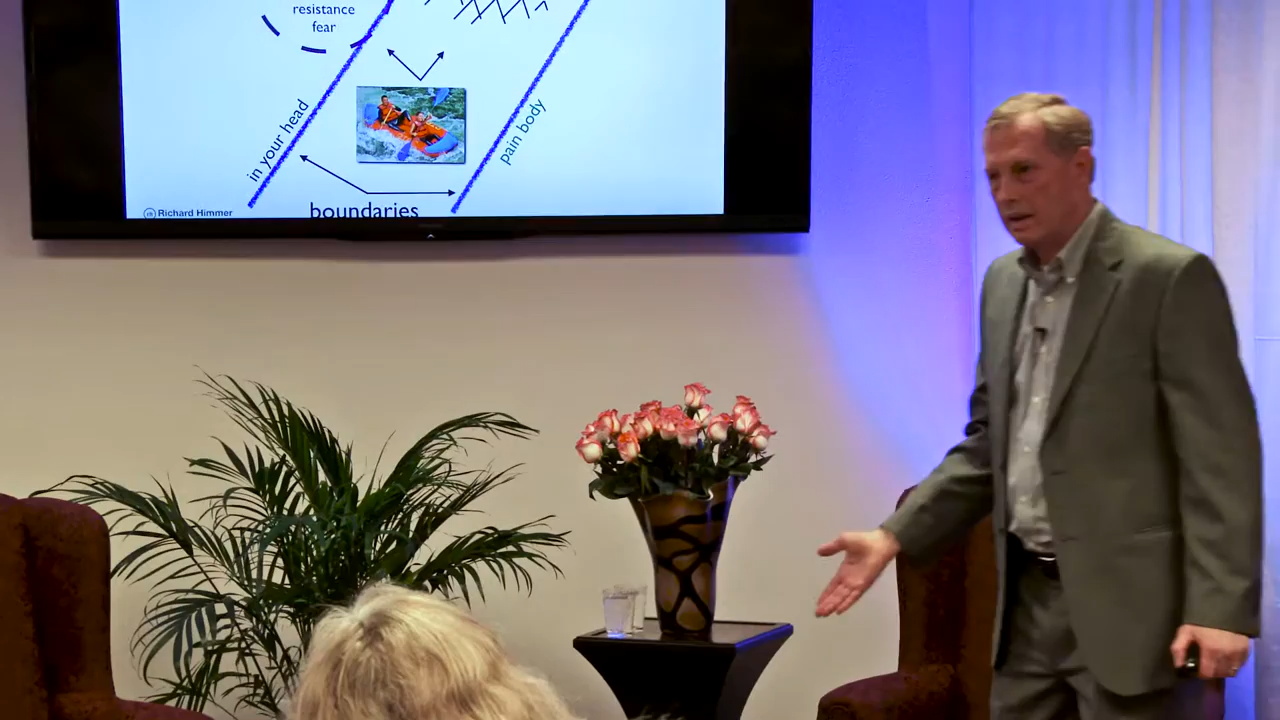 resistance
fear
in your head
pain body
boundaries
Richard Himmer